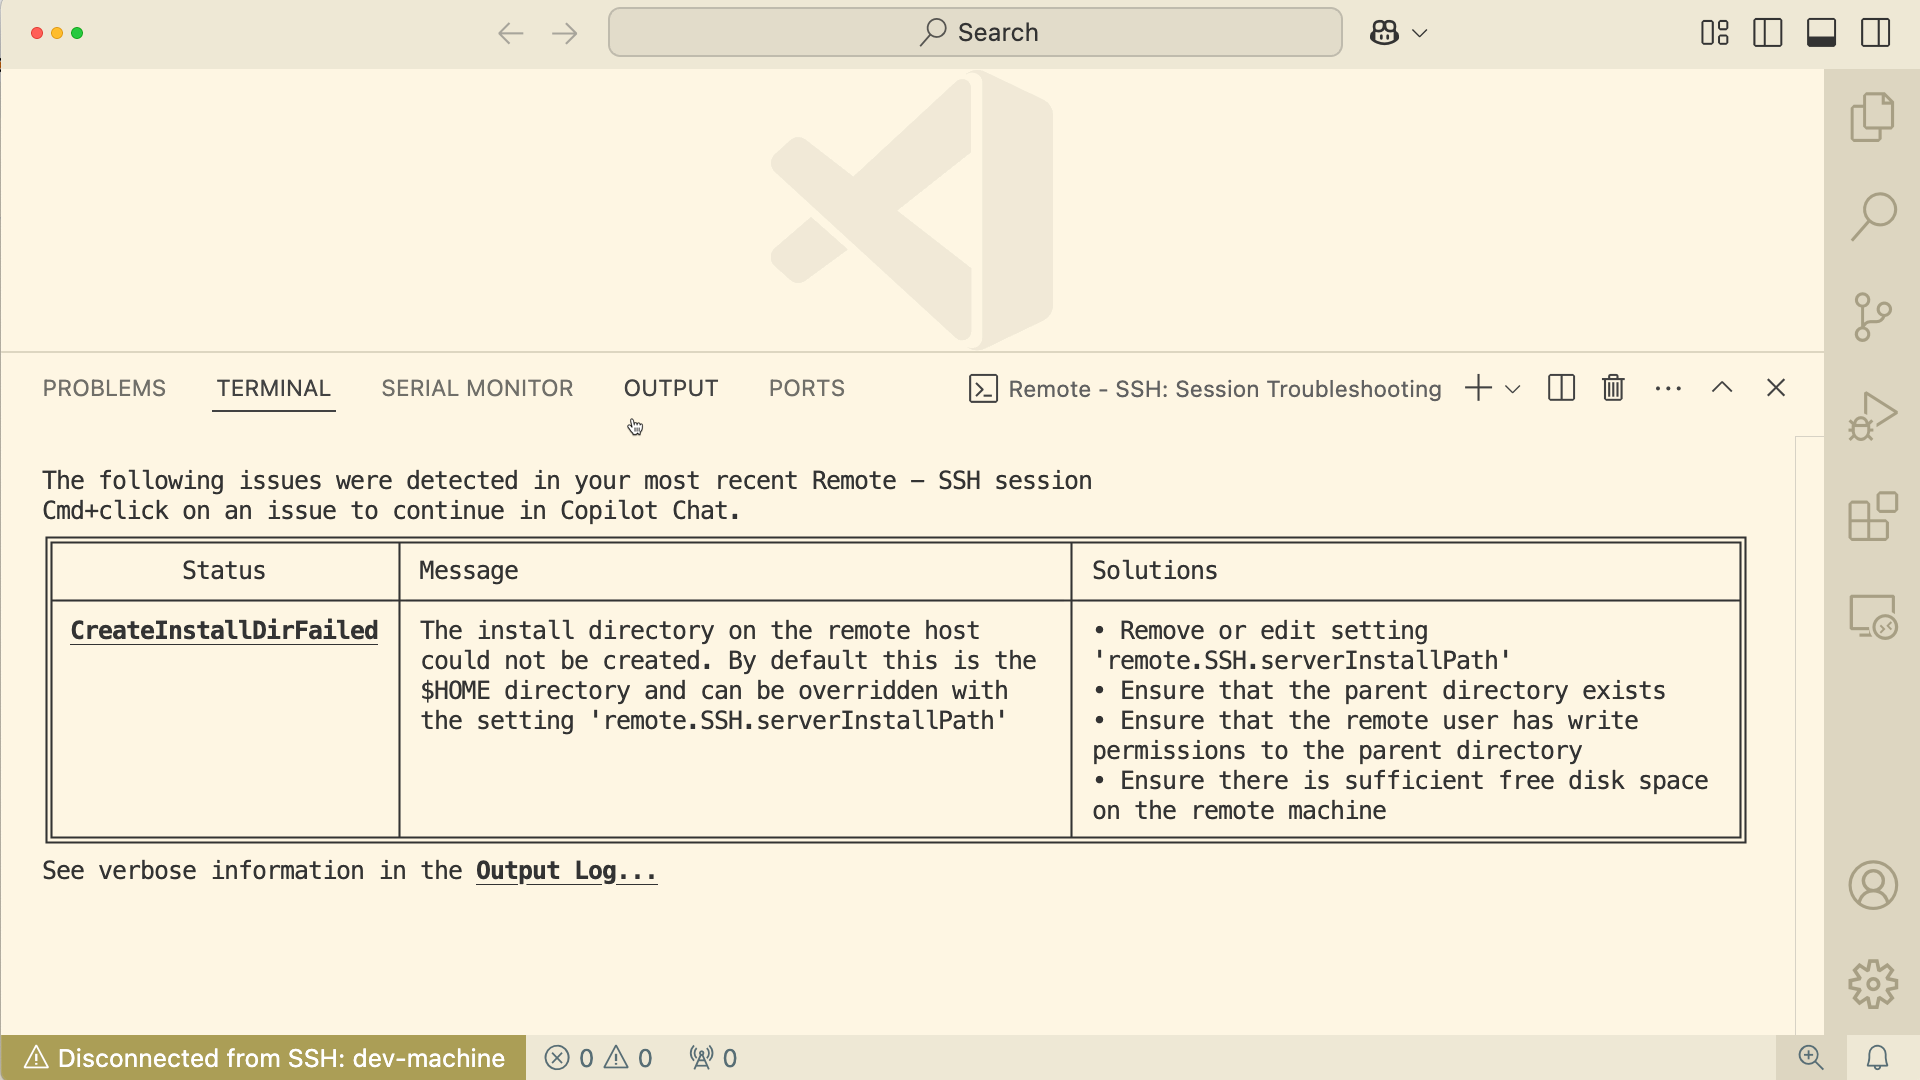 Search
PROBLEMS TERMINAL SERIAL MONITOR OUTPUT PORTS Remote - SSH: Session Troubleshooting
The following issues were detected in your most recent Remote – SSH session
Cmd+click on an issue to continue in Copilot Chat.
Status Message Solutions
CreateInstallDirFailed
The install directory on the remote host
could not be created. By default this is the
$HOME directory and can be overridden with
the setting 'remote.SSH.serverInstallPath'
• Remove or edit setting
'remote.SSH.serverInstallPath'
• Ensure that the parent directory exists
• Ensure that the remote user has write
permissions to the parent directory
• Ensure there is sufficient free disk space
on the remote machine
See verbose information in the Output Log...
Disconnected from SSH: dev-machine 0 0 0